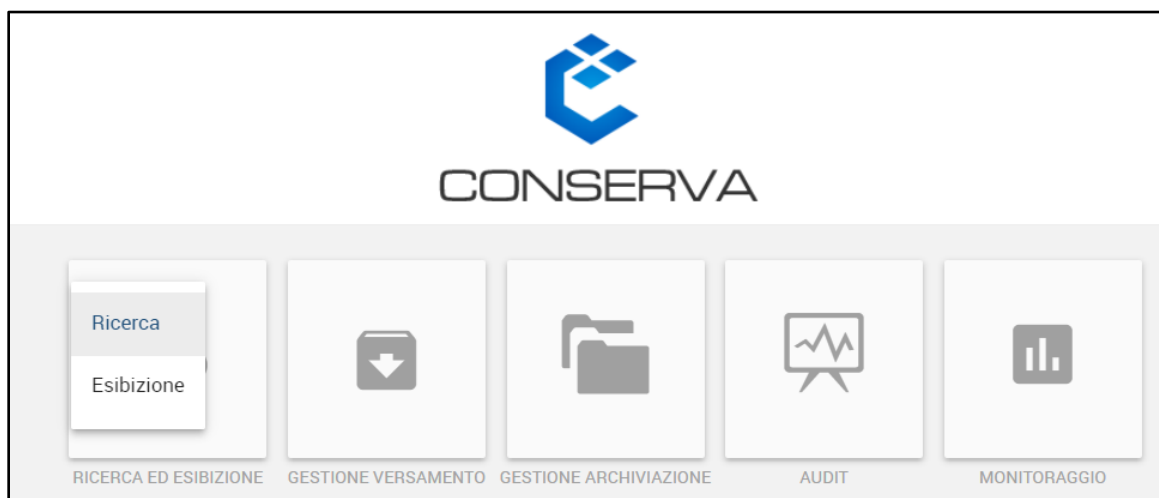 CONSERVA
Ricerca
Esibizione
RICERCA ED ESIBIZIONE GESTIONE VERSAMENTO GESTIONE ARCHIVIAZIONE AUDIT MONITORAGGIO